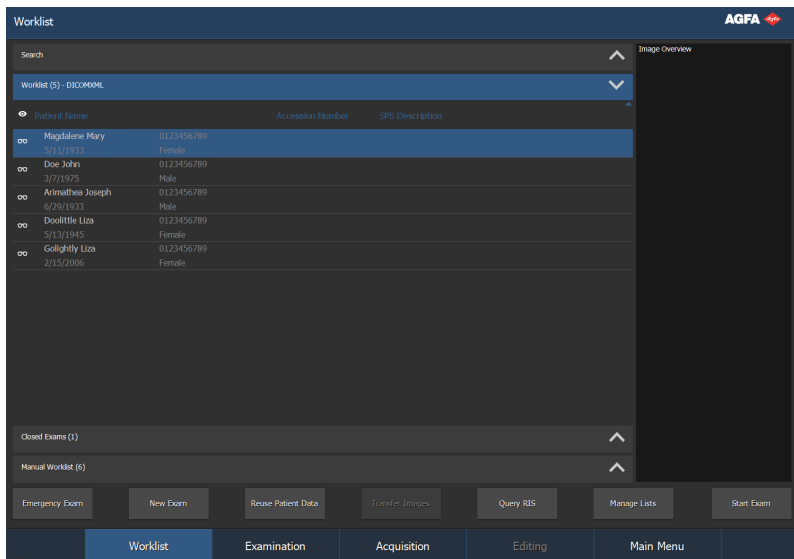 Worklist
AGFA
Search
Image Overview
Worklist (5) - DICOMXML
Patient Name Accession Number SPS Description
Magdalene Mary 0123456789
5/11/1933 Female
Doe John 0123456789
3/7/1975 Male
Arimathea Joseph 0123456789
6/29/1933 Male
Doolittle Liza 0123456789
5/13/1945 Female
Golightly Liza 0123456789
2/15/2006 Female
Closed Exams (1)
Manual Worklist (6)
Emergency Exam New Exam Reuse Patient Data Transfer Images Query RIS Manage Lists Start Exam
Worklist Examination Acquisition Editing Main Menu